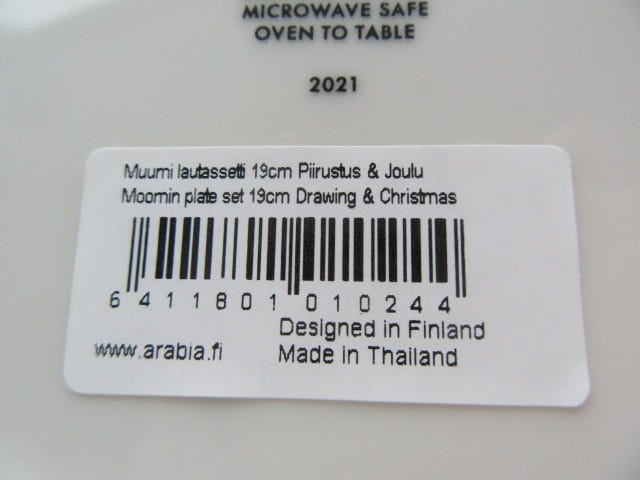 MICROWAVE SAFE
OVEN TO TABLE
2021
Muumi lautassetti 19cm Piirustus & Joulu
Moomin plate set 19cm Drawing & Christmas
6 411801 010244
Designed in Finland
www.arabia.fi Made in Thailand